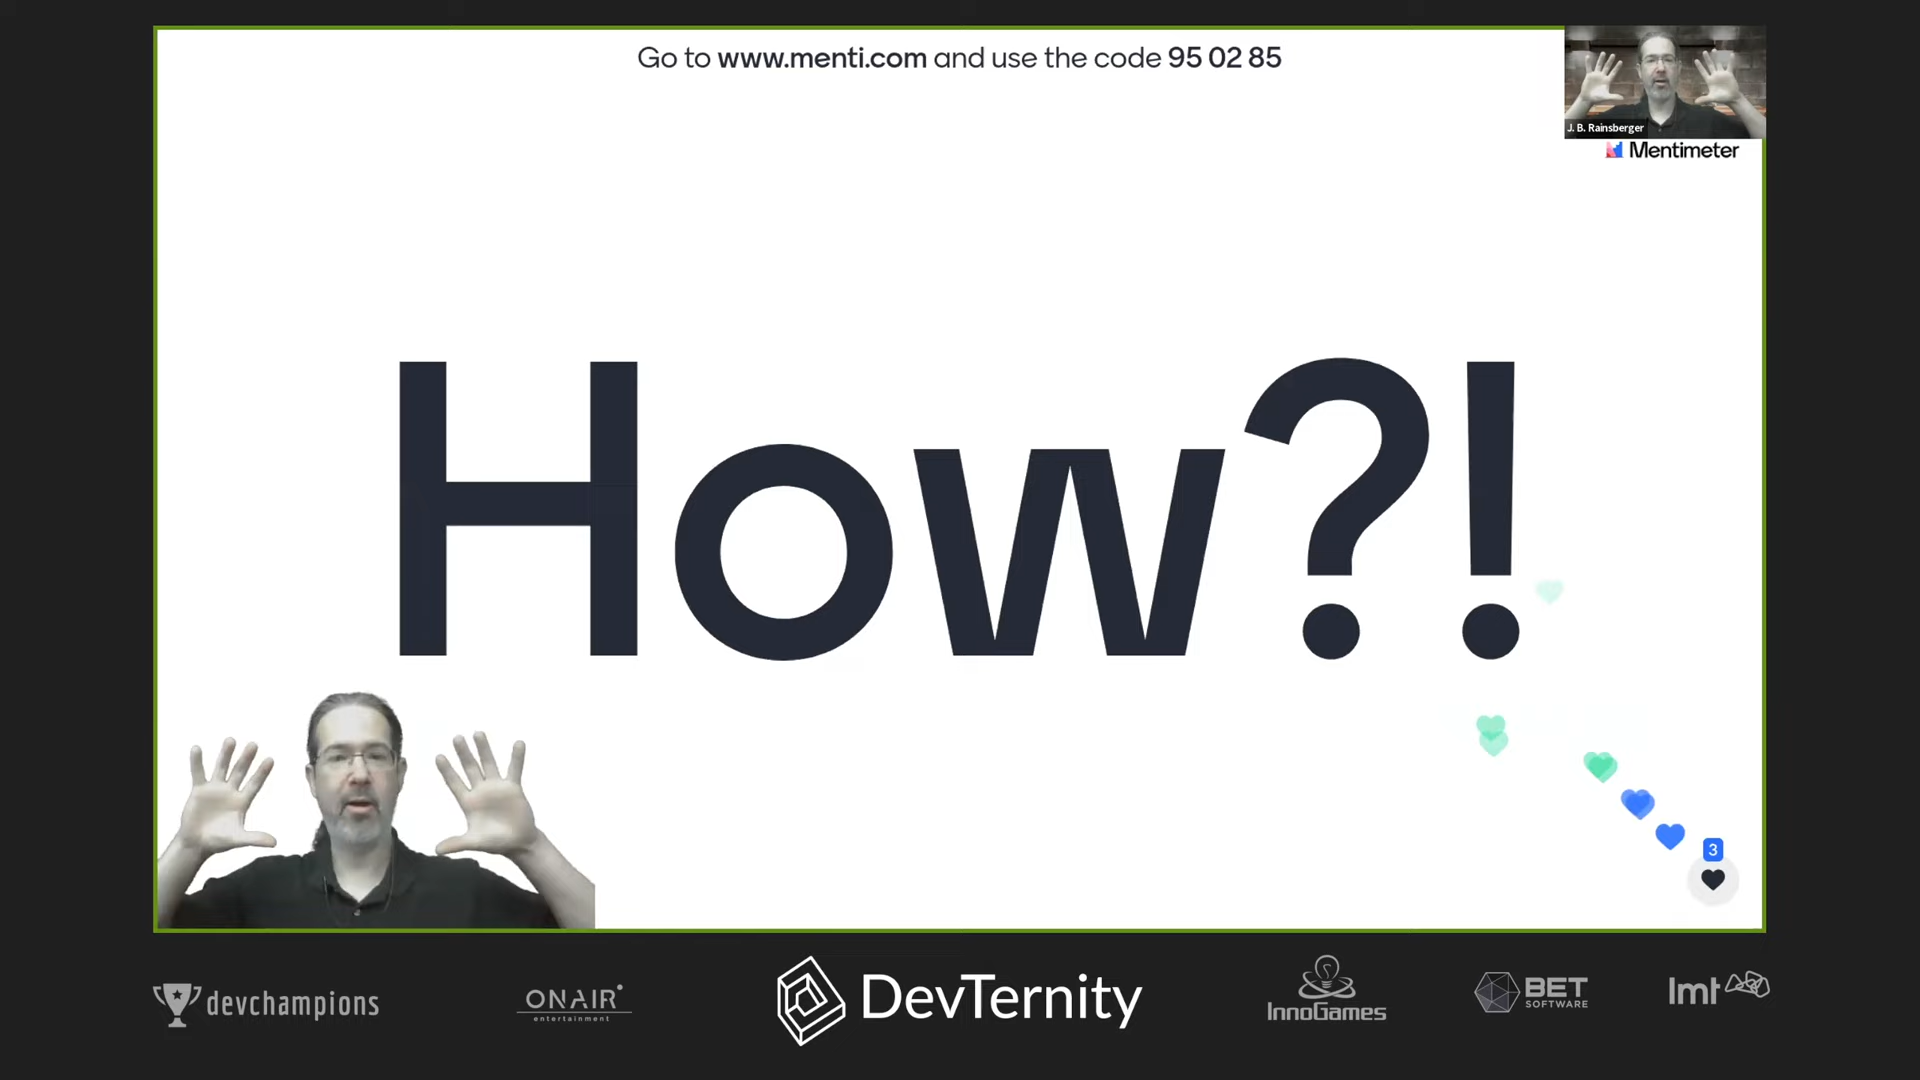 Go to www.menti.com and use the code 95 02 85
J. B. Rainsberger
Mentimeter
How?!
3
devchampions
ONAIR
entertainment
DevTernity
InnoGames
BET
SOFTWARE
lmt